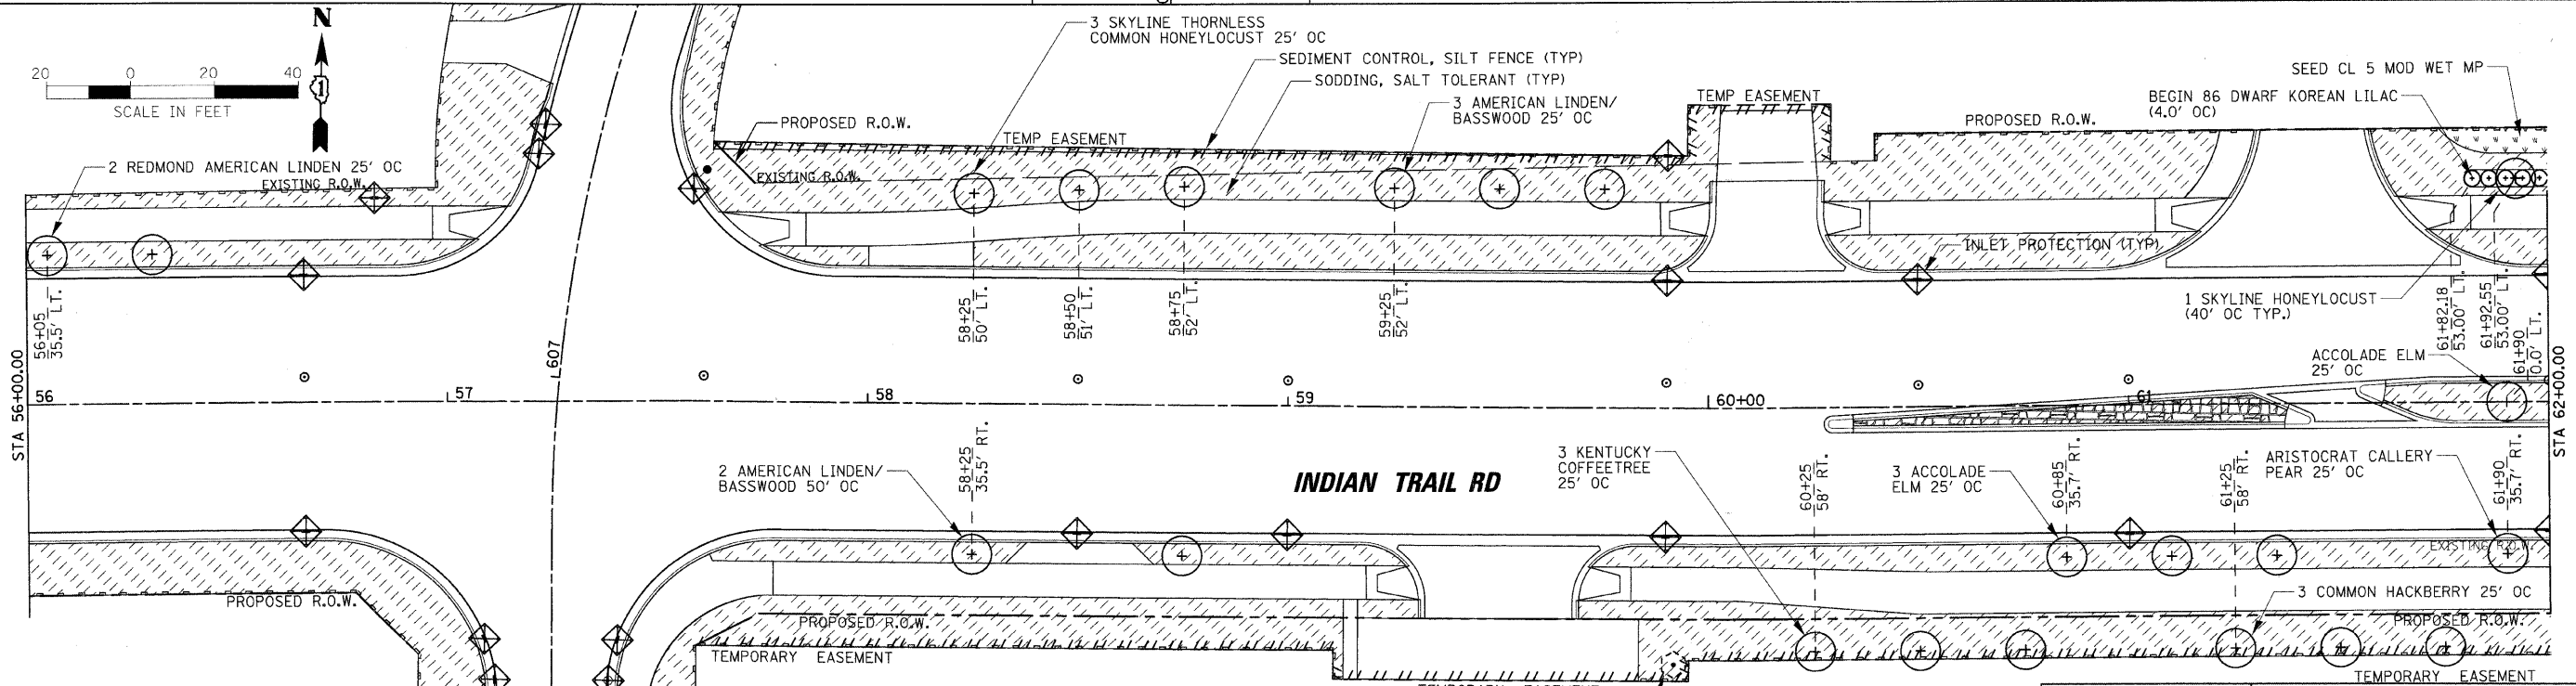 N
20 0 20 40
SCALE IN FEET
1
3 SKYLINE THORNLESS
COMMON HONEYLOCUST 25' OC
SEDIMENT CONTROL, SILT FENCE (TYP)
SODDING, SALT TOLERANT (TYP)
3 AMERICAN LINDEN/
BASSWOOD 25' OC
TEMP EASEMENT
SEED CL 5 MOD WET MP
BEGIN 86 DWARF KOREAN LILAC
(4.0' OC)
PROPOSED R.O.W.
PROPOSED R.O.W.
TEMP EASEMENT
2 REDMOND AMERICAN LINDEN 25' OC
EXISTING R.O.W.
EXISTING R.O.W.
INLET PROTECTION (TYP)
1 SKYLINE HONEYLOCUST
(40' OC TYP.)
56+05
35.5' LT.
58+25
50' LT.
58+50
51' LT.
58+75
52' LT.
59+25
52' LT.
61+82.18
53.00' LT.
61+92.55
53.00' LT.
61+90
0.0' LT.
ACCOLADE ELM
25' OC
STA 56+00.00
56
57
L607
58
59
60+00
61
STA 62+00.00
2 AMERICAN LINDEN/
BASSWOOD 50' OC
58+25
35.5' RT.
INDIAN TRAIL RD
3 KENTUCKY
COFFEETREE
25' OC
60+25
58' RT.
3 ACCOLADE
ELM 25' OC
60+85
35.7' RT.
61+25
58' RT.
ARISTOCRAT CALLERY
PEAR 25' OC
61+90
35.7' RT.
EXISTING R.O.W.
3 COMMON HACKBERRY 25' OC
PROPOSED R.O.W.
PROPOSED R.O.W.
PROPOSED R.O.W.
TEMPORARY EASEMENT
TEMPORARY EASEMENT
TEMPORARY EASEMENT